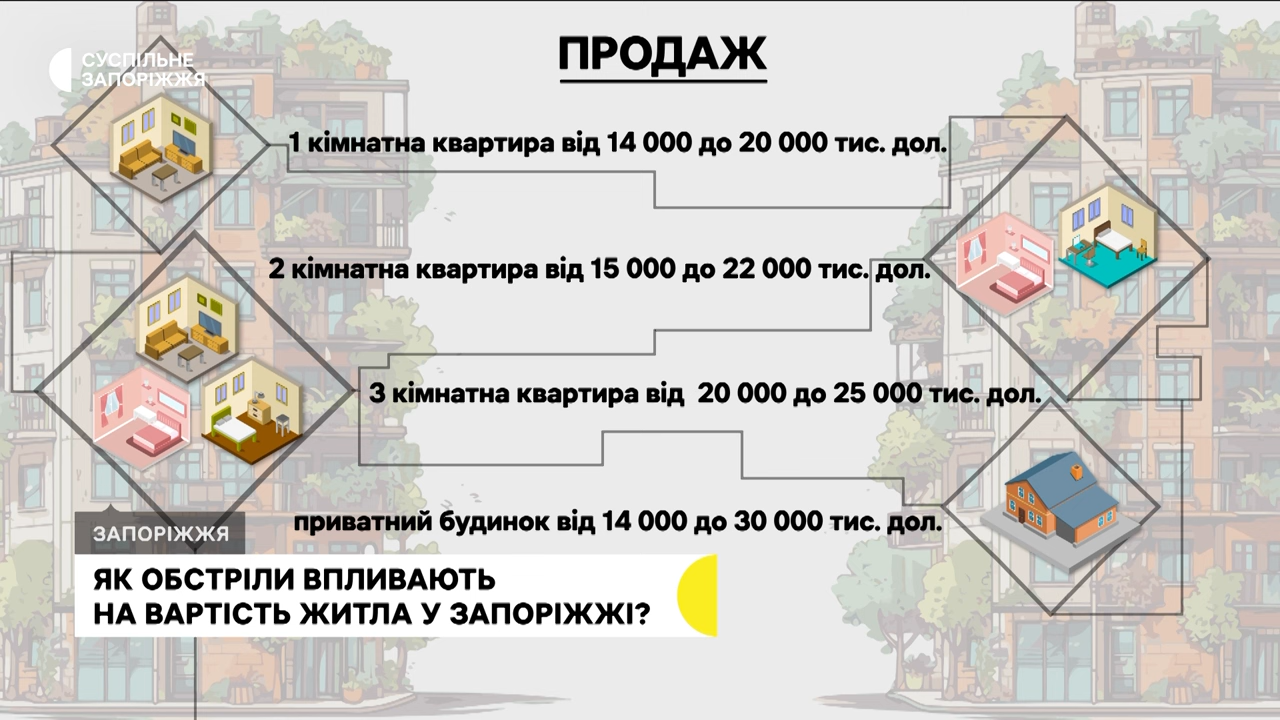 СУСПІЛЬНЕ
ЗАПОРІЖЖЯ
ПРОДАЖ
1 кімнатна квартира від 14 000 до 20 000 тис. дол.
2 кімнатна квартира від 15 000 до 22 000 тис. дол.
3 кімнатна квартира від 20 000 до 25 000 тис. дол.
приватний будинок від 14 000 до 30 000 тис. дол.
ЗАПОРІЖЖЯ
ЯК ОБСТРІЛИ ВПЛИВАЮТЬ
НА ВАРТІСТЬ ЖИТЛА У ЗАПОРІЖЖІ?